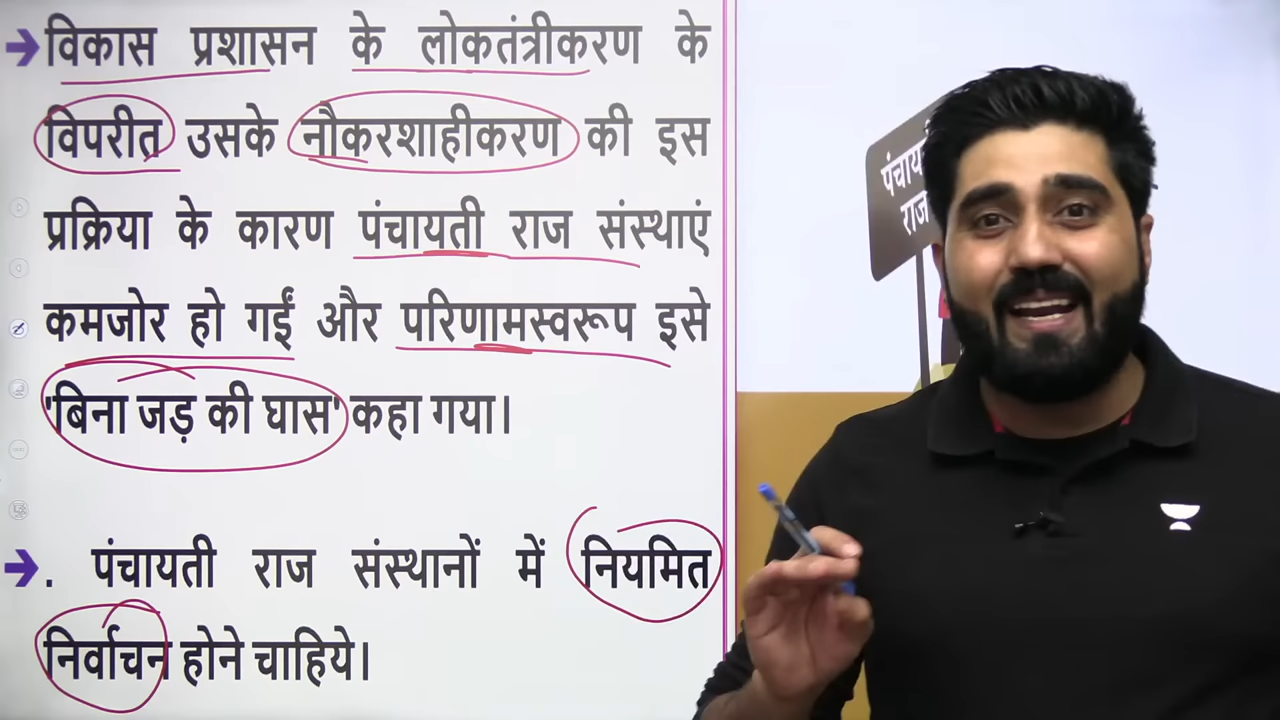 विकास प्रशासन के लोकतंत्रीकरण के
विपरीत उसके नौकरशाहीकरण की इस
प्रक्रिया के कारण पंचायती राज संस्थाएं
कमजोर हो गईं और परिणामस्वरूप इसे
'बिना जड़ की घास' कहा गया।
. पंचायती राज संस्थानों में नियमित
निर्वाचन होने चाहिये।
राज